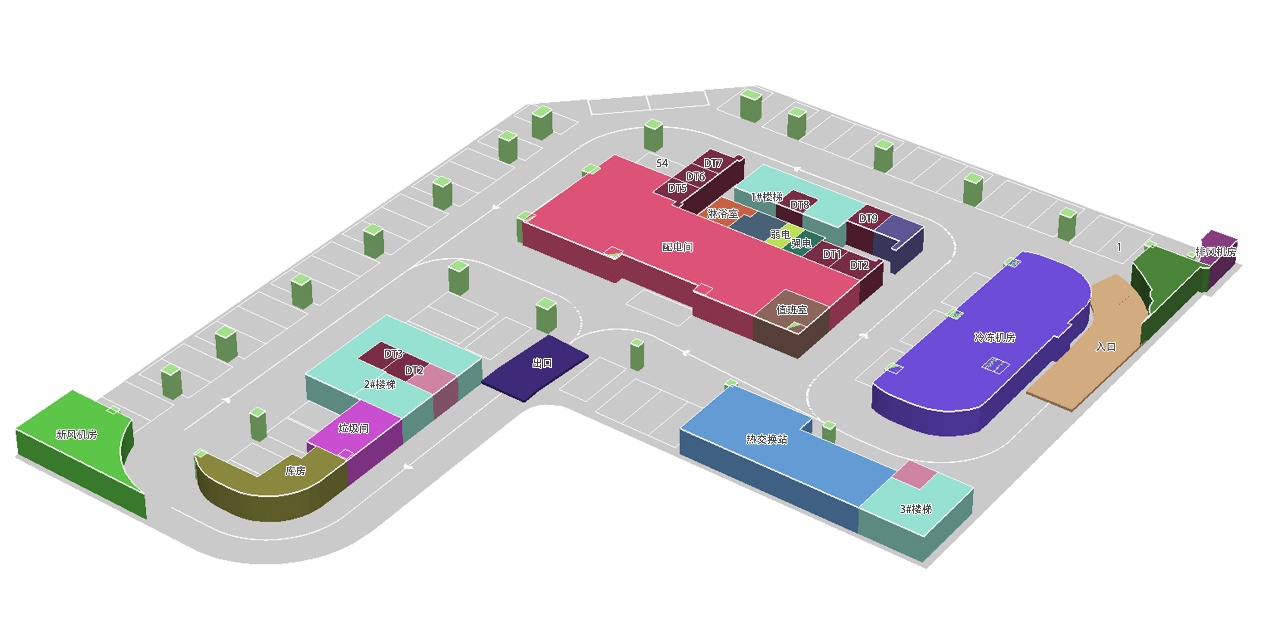 54
DT7
DT6
DT5
1#楼梯
DT8
淋浴室
DT9
弱电
强电
配电间
DT1
DT2
1
排风机房
值班室
冷冻机房
入口
出口
DT3
DT2
2#楼梯
垃圾间
新风机房
库房
热交换站
3#楼梯